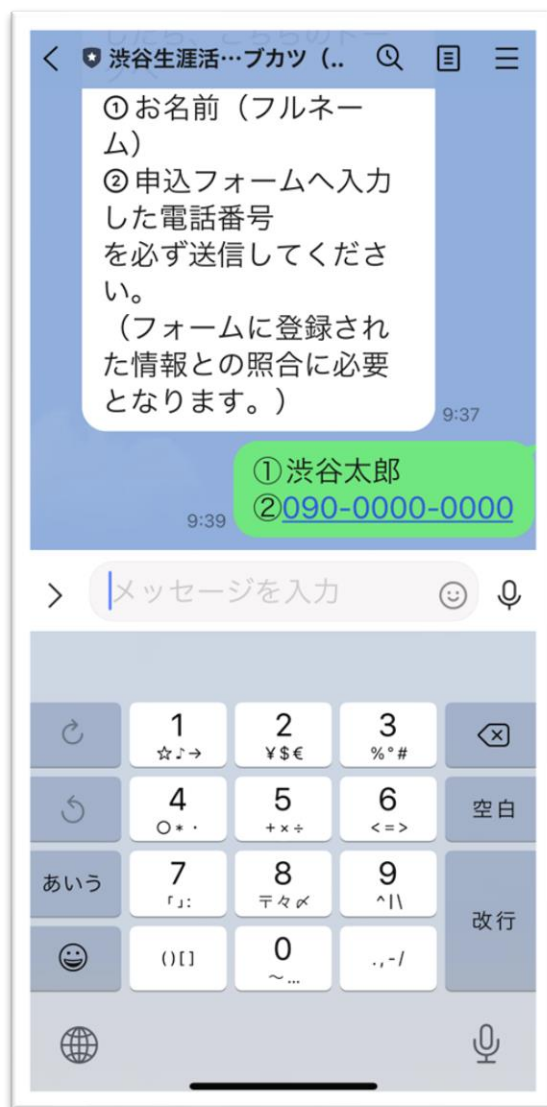 渋谷生涯活…ブカツ（..
①お名前（フルネー
ム）
②申込フォームへ入力
した電話番号
を必ず送信してくださ
い。
（フォームに登録され
た情報との照合に必要
となります。）
9:37
①渋谷太郎
②090-0000-0000
9:39
メッセージを入力
1
☆♪→
2
¥$€
3
%°#
4
○*・
5
+×÷
6
<=>
空白
あいう
7
「」:
8
〒々〆
9
^|\
改行
()[]
0
～…
.,-/